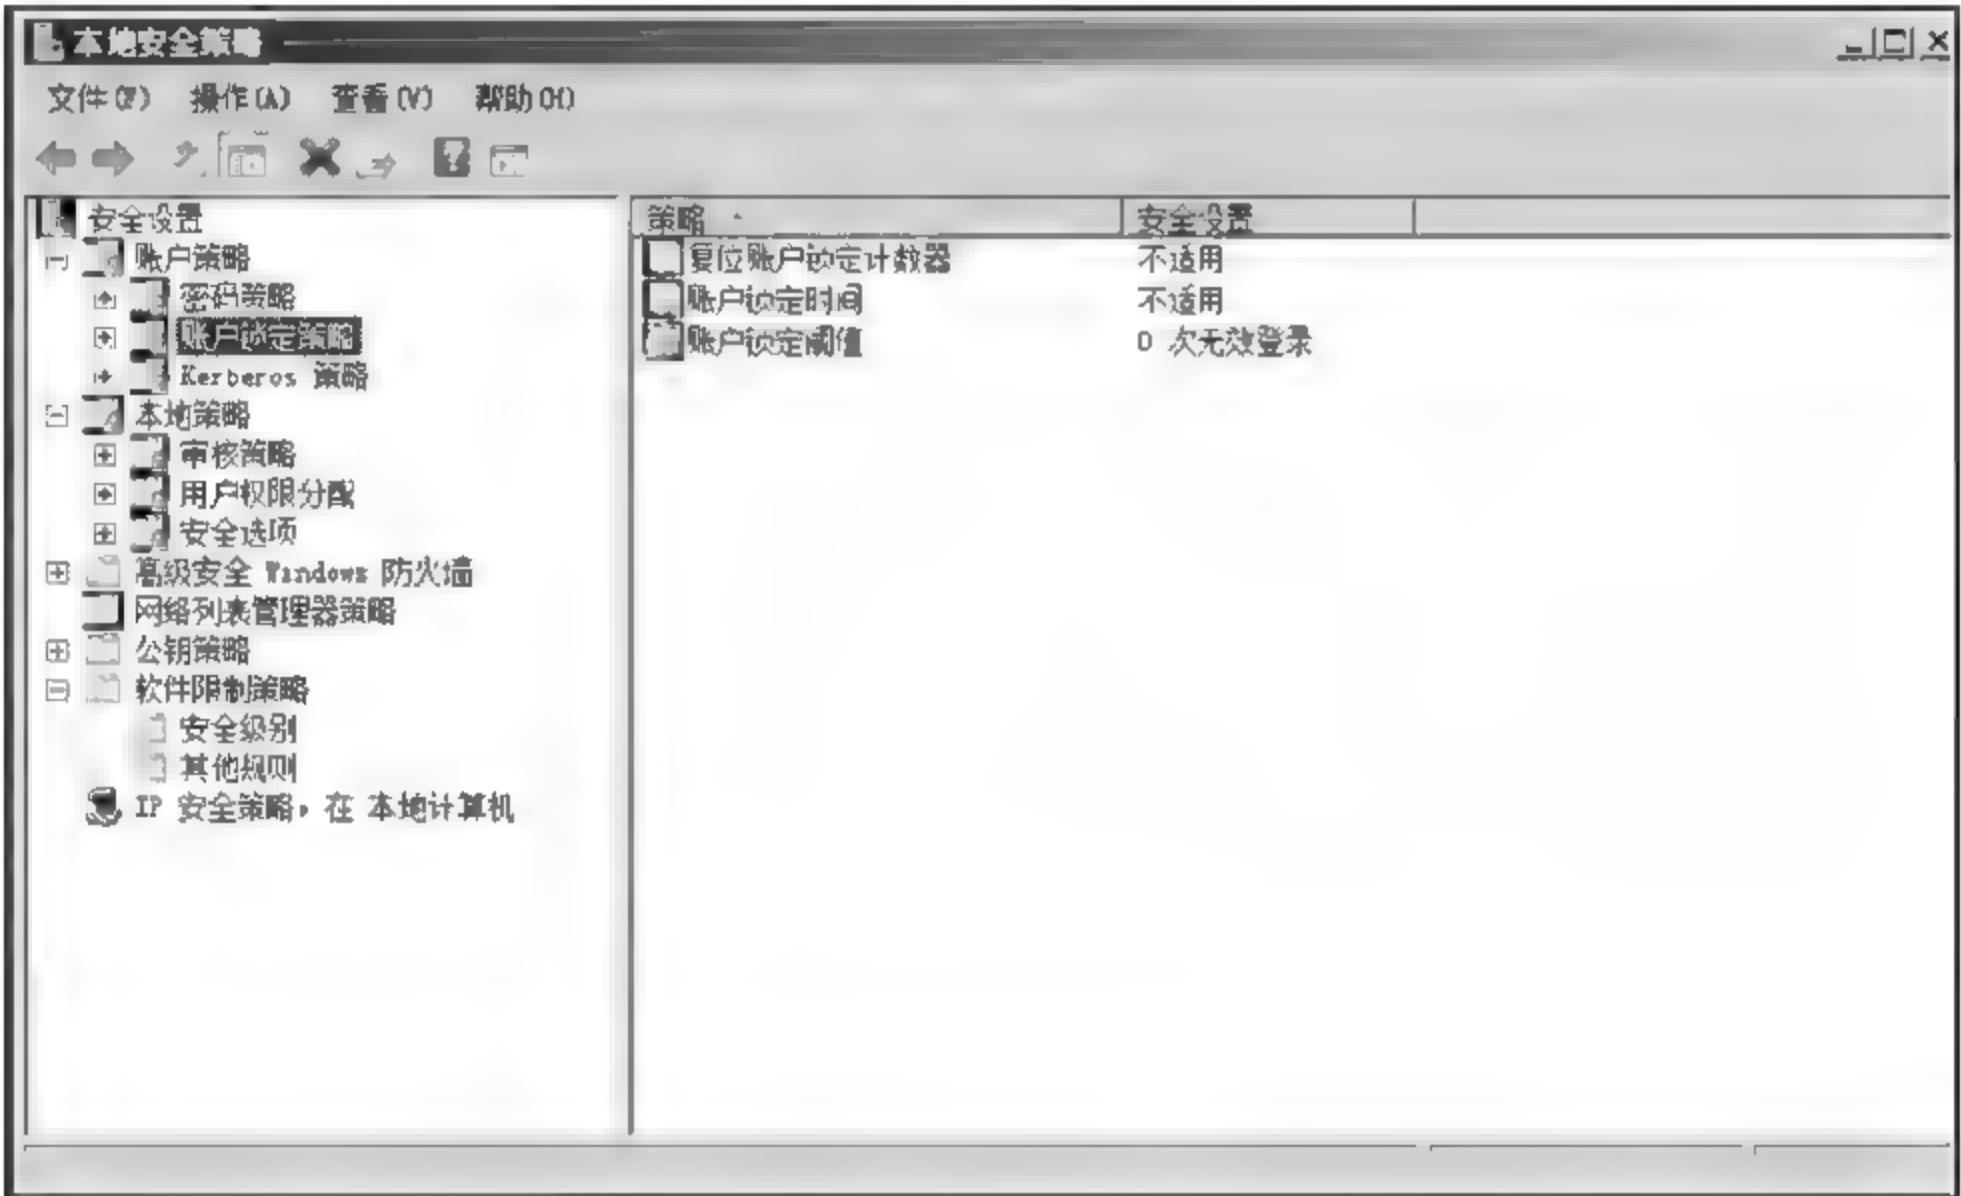 本地安全策略
文件(F) 操作(A) 查看(V) 帮助(H)
安全设置
账户策略
密码策略
账户锁定策略
Kerberos 策略
本地策略
审核策略
用户权限分配
安全选项
高级安全 Windows 防火墙
网络列表管理器策略
公钥策略
软件限制策略
安全级别
其他规则
IP 安全策略，在 本地计算机
策略 安全设置
复位账户锁定计数器 不适用
账户锁定时间 不适用
账户锁定阈值 0 次无效登录